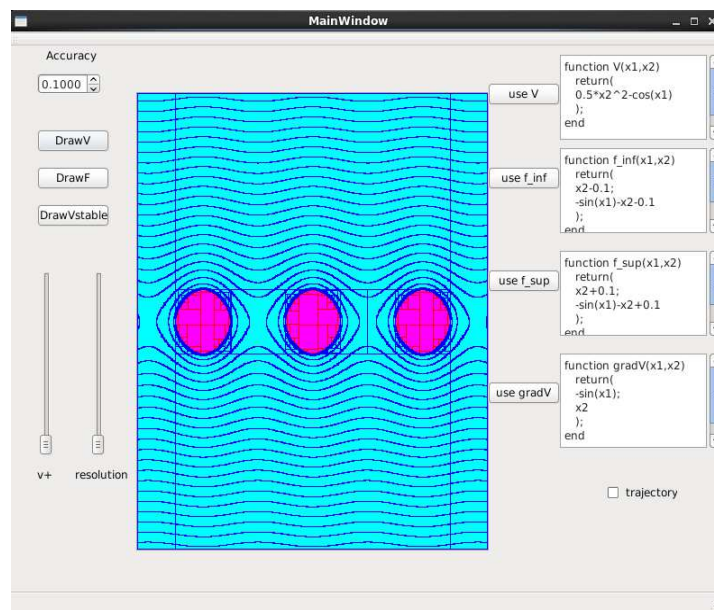 MainWindow
Accuracy
0.1000
DrawV
DrawF
DrawVstable
v+
resolution
use V
function V(x1,x2)
return(
0.5*x2^2-cos(x1)
);
end
use f_inf
function f_inf(x1,x2)
return(
x2-0.1;
-sin(x1)-x2-0.1
);
end
use f_sup
function f_sup(x1,x2)
return(
x2+0.1;
-sin(x1)-x2+0.1
);
end
use gradV
function gradV(x1,x2)
return(
-sin(x1);
x2
);
end
trajectory